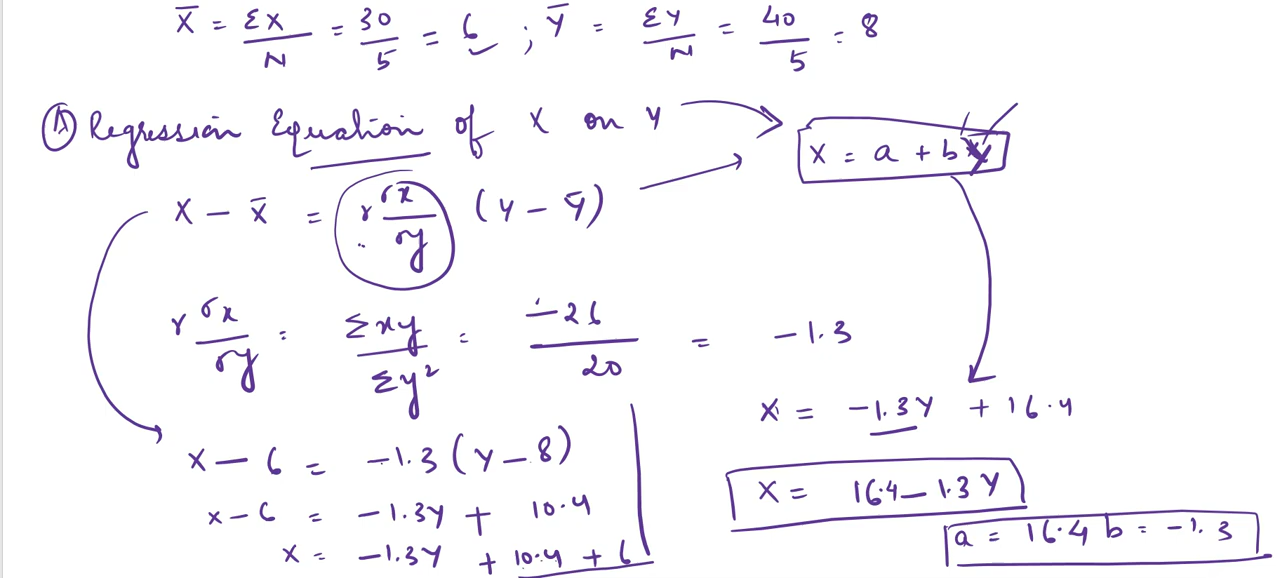 X̄ = ΣX/N = 30/5 = 6 ; Ȳ = ΣY/N = 40/5 = 8
(A) Regression Equation of X on Y
X = a + bY
X - X̄ = r σx/σy (Y - Ȳ)
r σx/σy = Σxy/Σy² = -26/20 = -1.3
X = -1.3Y + 16.4
X - 6 = -1.3 (Y - 8)
X = 16.4 - 1.3Y
X - 6 = -1.3Y + 10.4
a = 16.4 b = -1.3
X = -1.3Y + 10.4 + 6